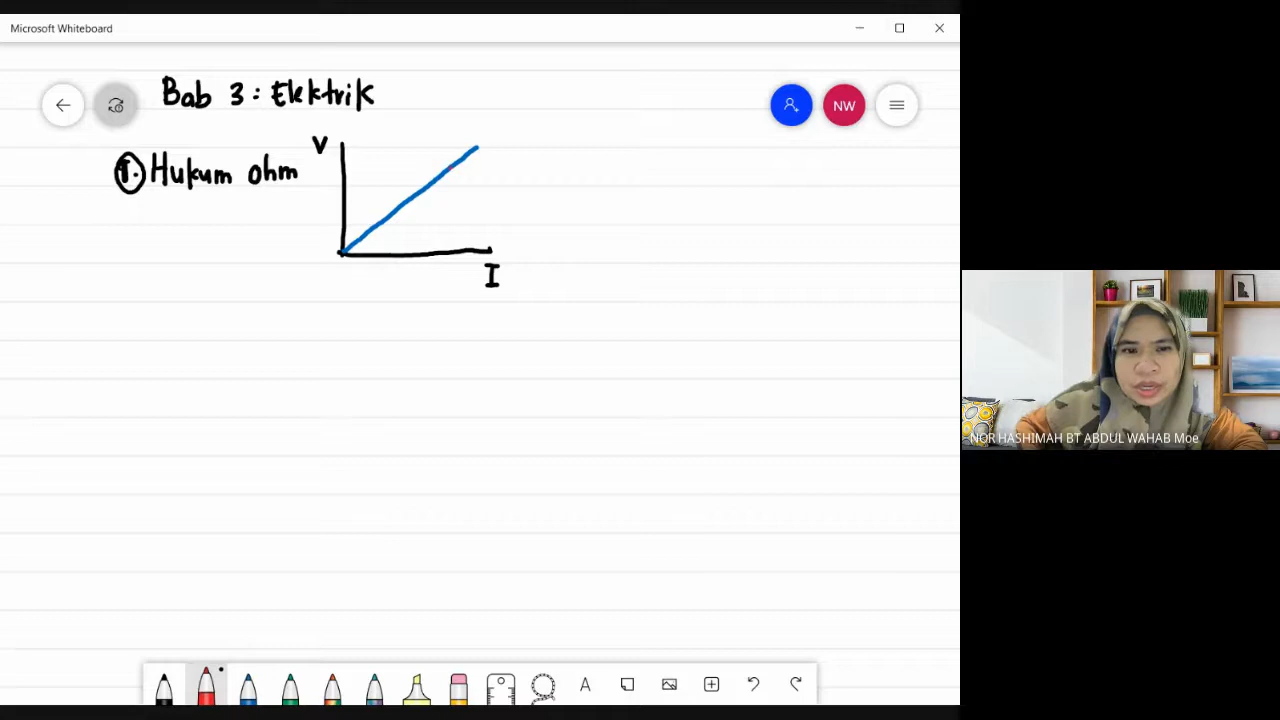 Microsoft Whiteboard
Bab 3 : Elektrik
NW
1. Hukum ohm
V
I
NOR HASHIMAH BT ABDUL WAHAB Moe
A